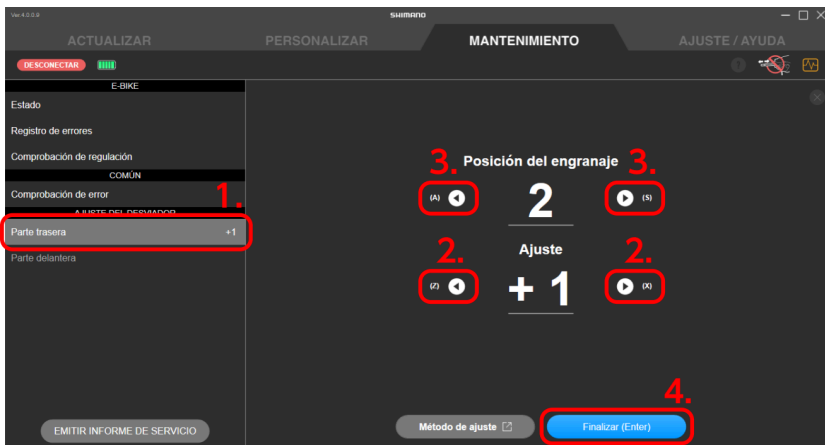 Ver.4.0.0.9
SHIMANO
ACTUALIZAR
PERSONALIZAR
MANTENIMIENTO
AJUSTE / AYUDA
DESCONECTAR
E-BIKE
Estado
Registro de errores
Comprobación de regulación
COMÚN
Comprobación de error
1.
AJUSTE DEL DESVIADOR
Parte trasera +1
Parte delantera
EMITIR INFORME DE SERVICIO
3. Posición del engranaje 3.
(A) 2 (S)
2. Ajuste 2.
(Z) + 1 (X)
4.
Método de ajuste
Finalizar (Enter)